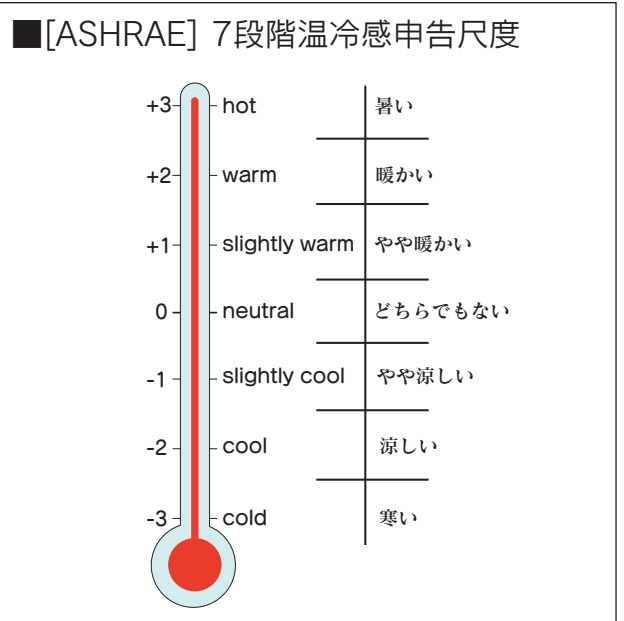 ■[ASHRAE] 7段階温冷感申告尺度
+3 hot 暑い
+2 warm 暖かい
+1 slightly warm やや暖かい
0 neutral どちらでもない
-1 slightly cool やや涼しい
-2 cool 涼しい
-3 cold 寒い